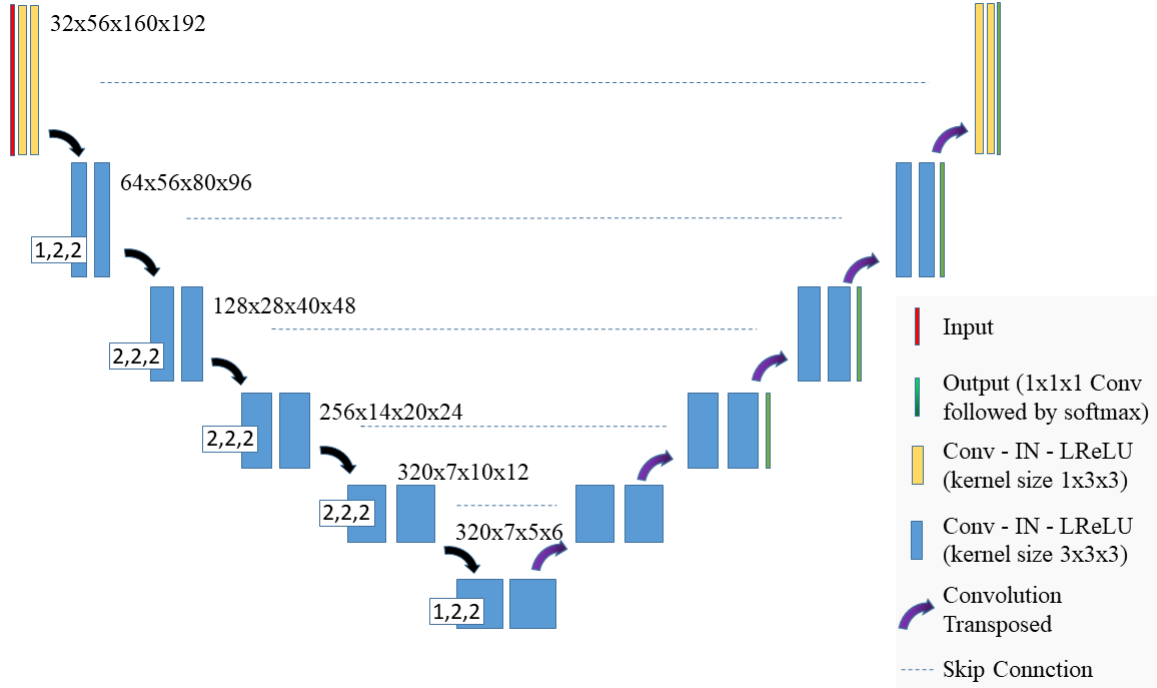 32x56x160x192
64x56x80x96
1,2,2
128x28x40x48
2,2,2
256x14x20x24
2,2,2
320x7x10x12
2,2,2
320x7x5x6
1,2,2
Input
Output (1x1x1 Conv
followed by softmax)
Conv - IN - LReLU
(kernel size 1x3x3)
Conv - IN - LReLU
(kernel size 3x3x3)
Convolution
Transposed
Skip Connction